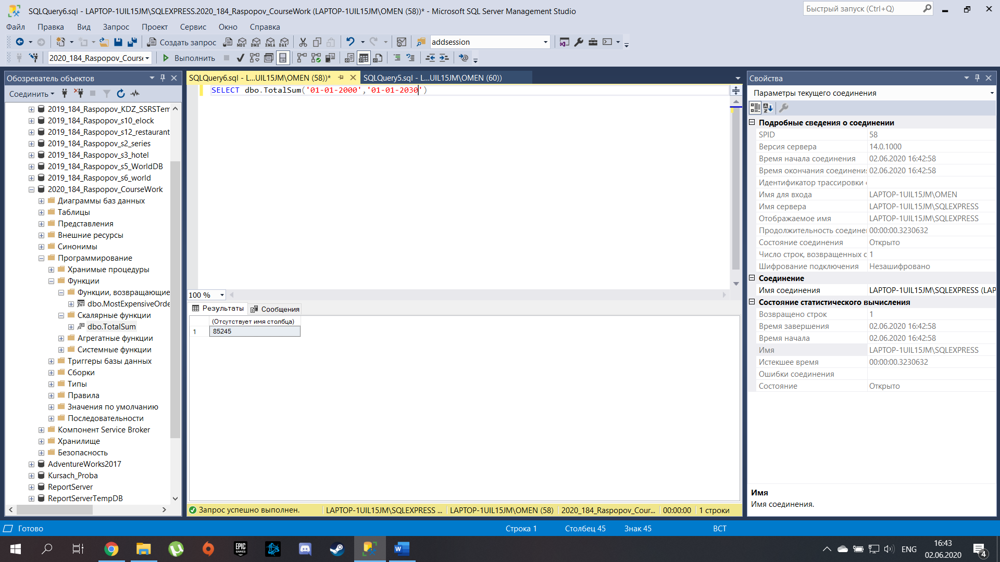 SQLQuery6.sql - LAPTOP-1UIL15JM\SQLEXPRESS.2020_184_Raspopov_CourseWork (LAPTOP-1UIL15JM\OMEN (58))* - Microsoft SQL Server Management Studio
Быстрый запуск (Ctrl+Q)
Файл Правка Вид Запрос Проект Сервис Окно Справка
Создать запрос
MDX DMX XMLA DAX
addsession
2020_184_Raspopov_Course
Выполнить
Обозреватель объектов
Соединить
2019_184_Raspopov_KDZ_SSRSTem
2019_184_Raspopov_s10_elock
2019_184_Raspopov_s12_restaurant
2019_184_Raspopov_s2_series
2019_184_Raspopov_s3_hotel
2019_184_Raspopov_s5_WorldDB
2019_184_Raspopov_s6_world
2020_184_Raspopov_CourseWork
Диаграммы баз данных
Таблицы
Представления
Внешние ресурсы
Синонимы
Программирование
Хранимые процедуры
Функции
Функции, возвращающие
dbo.MostExpensiveOrde
Скалярные функции
dbo.TotalSum
Агрегатные функции
Системные функции
Триггеры базы данных
Сборки
Типы
Правила
Значения по умолчанию
Последовательности
Компонент Service Broker
Хранилище
Безопасность
AdventureWorks2017
Kursach_Proba
ReportServer
ReportServerTempDB
SQLQuery6.sql - L...UIL15JM\OMEN (58))*
SQLQuery5.sql - L...UIL15JM\OMEN (60))
SELECT dbo.TotalSum('01-01-2000','01-01-2030')
100 %
Результаты
Сообщения
(Отсутствует имя столбца)
1 85245
Запрос успешно выполнен.
LAPTOP-1UIL15JM\SQLEXPRESS ...
LAPTOP-1UIL15JM\OMEN (58)
2020_184_Raspopov_Cour...
00:00:00
1 строки
Свойства
Параметры текущего соединения
Подробные сведения о соединении
SPID 58
Версия сервера 14.0.1000
Время начала соединения 02.06.2020 16:42:58
Время окончания соединения 02.06.2020 16:42:58
Идентификатор трассировки
Имя для входа LAPTOP-1UIL15JM\OMEN
Имя сервера LAPTOP-1UIL15JM\SQLEXPRESS
Отображаемое имя LAPTOP-1UIL15JM\SQLEXPRESS
Продолжительность соедине 00:00:00.3230632
Состояние соединения Открыто
Число строк, возвращенных с 1
Шифрование подключения Незашифровано
Соединение
Имя соединения LAPTOP-1UIL15JM\SQLEXPRESS (LAP
Состояние статистического вычисления
Возвращено строк 1
Время завершения 02.06.2020 16:42:58
Время начала 02.06.2020 16:42:58
Имя LAPTOP-1UIL15JM\SQLEXPRESS
Истекшее время 00:00:00.3230632
Ошибки соединения
Состояние Открыто
Имя
Имя соединения.
Готово
Строка 1
Столбец 45
Знак 45
ВСТ
EPIC GAMES
ENG
16:43
02.06.2020
4